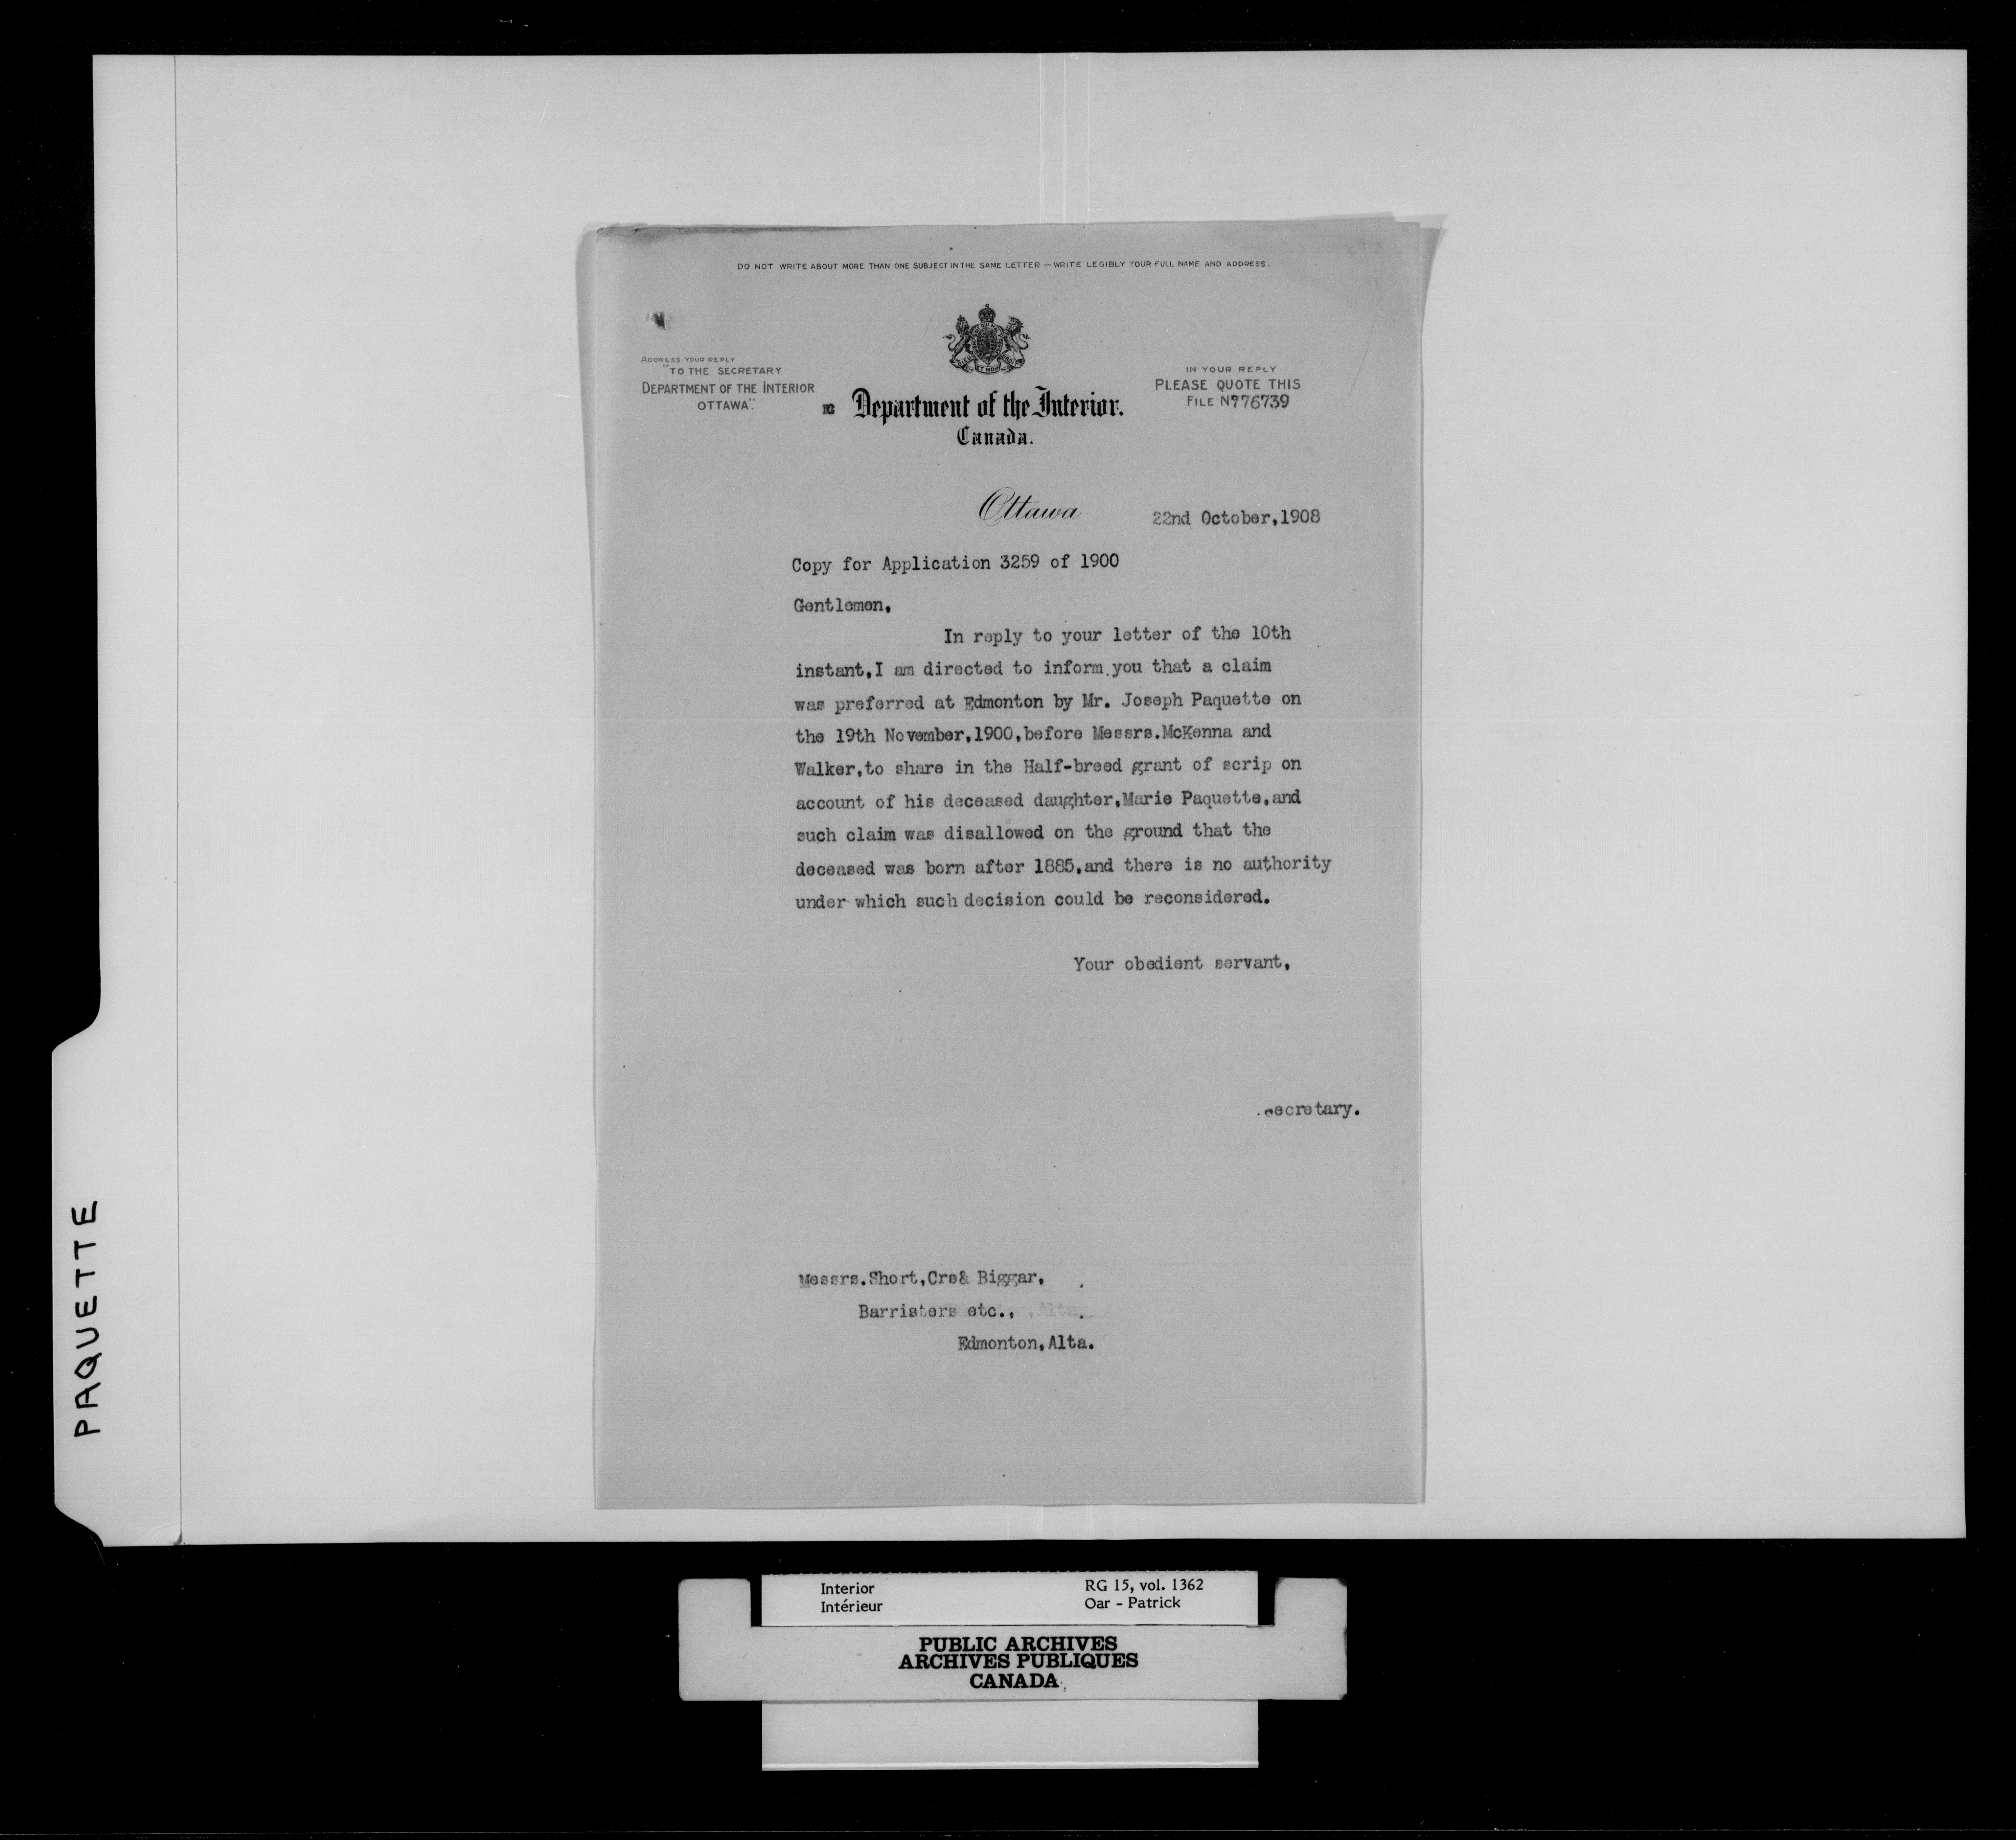 DO NOT WRITE ABOUT MORE THAN ONE SUBJECT IN THE SAME LETTER — WRITE LEGIBLY YOUR FULL NAME AND ADDRESS.
ADDRESS YOUR REPLY
"TO THE SECRETARY
DEPARTMENT OF THE INTERIOR
OTTAWA".
Department of the Interior.
Canada.
IN YOUR REPLY
PLEASE QUOTE THIS
FILE No 776739
Ottawa 22nd October,1908
Copy for Application 3259 of 1900
Gentlemen,
In reply to your letter of the 10th
instant,I am directed to inform you that a claim
was preferred at Edmonton by Mr. Joseph Paquette on
the 19th November,1900,before Messrs.McKenna and
Walker,to share in the Half-breed grant of scrip on
account of his deceased daughter,Marie Paquette,and
such claim was disallowed on the ground that the
deceased was born after 1885,and there is no authority
under which such decision could be reconsidered.
Your obedient servant,
Secretary.
Messrs.Short,Cro& Biggar,
Barristers etc.,
Edmonton,Alta.
PAQUETTE
Interior RG 15, vol. 1362
Intérieur Oar - Patrick
PUBLIC ARCHIVES
ARCHIVES PUBLIQUES
CANADA